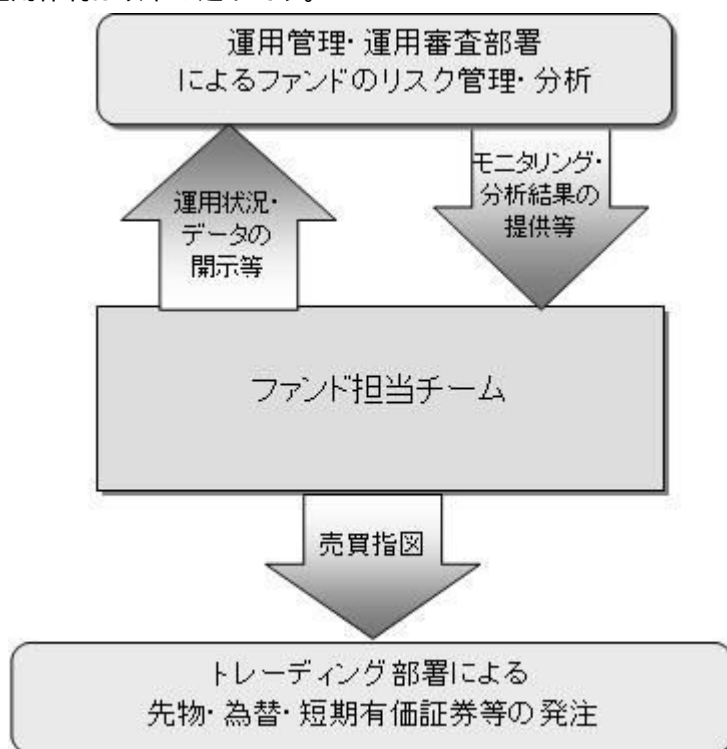 運用管理・運用審査部署
によるファンドのリスク管理・分析
運用状況・
データの
開示等
モニタリング・
分析結果の
提供等
ファンド担当チーム
売買指図
トレーディング部署による
先物・為替・短期有価証券等の発注